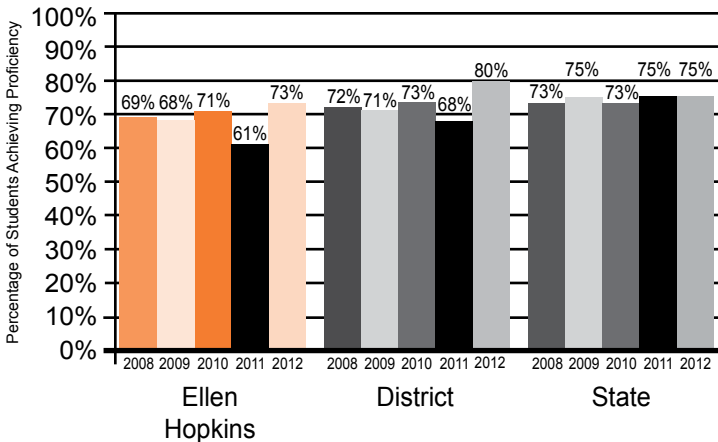 Percentage of Students Achieving Proficiency
100%
90%
80%
70%
60%
50%
40%
30%
20%
10%
0%
69% 68% 71% 61% 73%
72% 71% 73% 68% 80%
73% 75% 73% 75% 75%
2008 2009 2010 2011 2012
2008 2009 2010 2011 2012
2008 2009 2010 2011 2012
Ellen
Hopkins
District
State